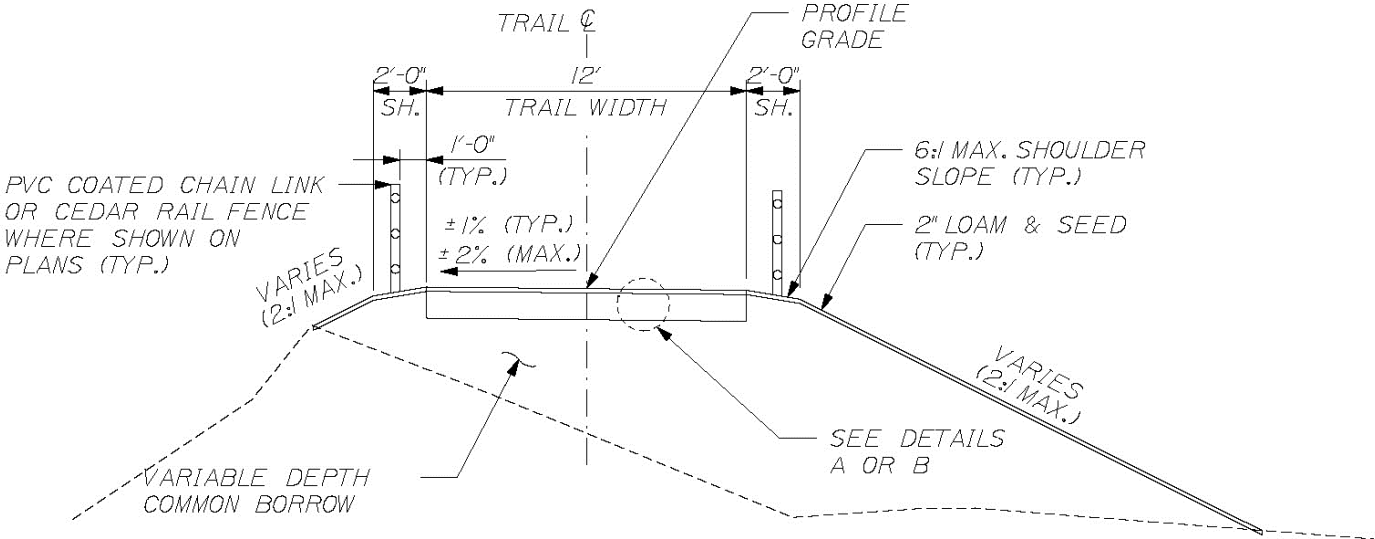 TRAIL ℄
PROFILE
GRADE
2'-0"
12'
2'-0"
SH.
TRAIL WIDTH
SH.
1'-0"
(TYP.)
6:1 MAX. SHOULDER
SLOPE (TYP.)
PVC COATED CHAIN LINK
OR CEDAR RAIL FENCE
WHERE SHOWN ON
PLANS (TYP.)
±1% (TYP.)
±2% (MAX.)
2" LOAM & SEED
(TYP.)
VARIES
(2:1 MAX.)
VARIES
(2:1 MAX.)
SEE DETAILS
A OR B
VARIABLE DEPTH
COMMON BORROW